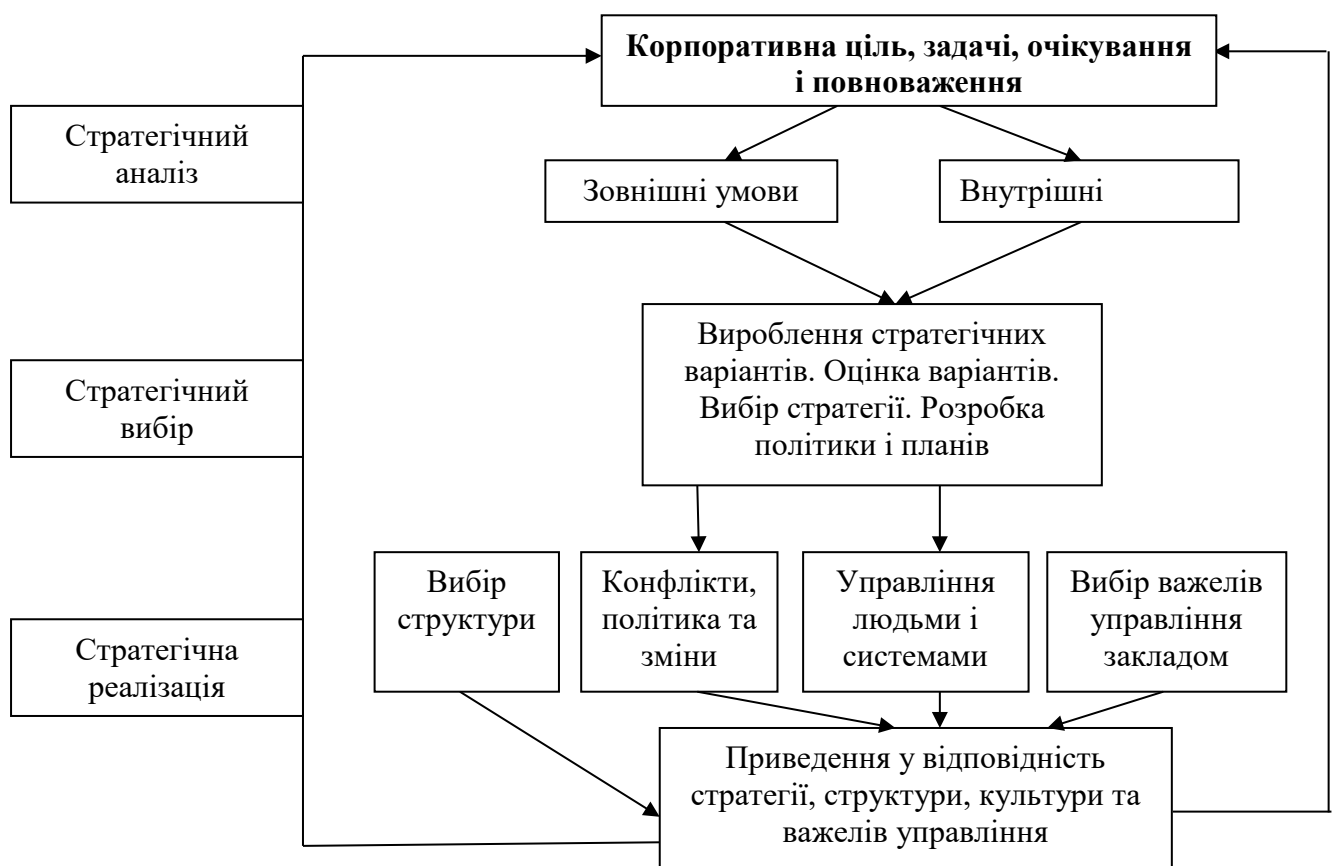 Корпоративна ціль, задачі, очікування
і повноваження
Стратегічний
аналіз
Зовнішні умови
Внутрішні
Вироблення стратегічних
варіантів. Оцінка варіантів.
Вибір стратегії. Розробка
політики і планів
Стратегічний
вибір
Вибір
структури
Конфлікти,
політика та
зміни
Управління
людьми і
системами
Вибір важелів
управління
закладом
Стратегічна
реалізація
Приведення у відповідність
стратегії, структури, культури та
важелів управління